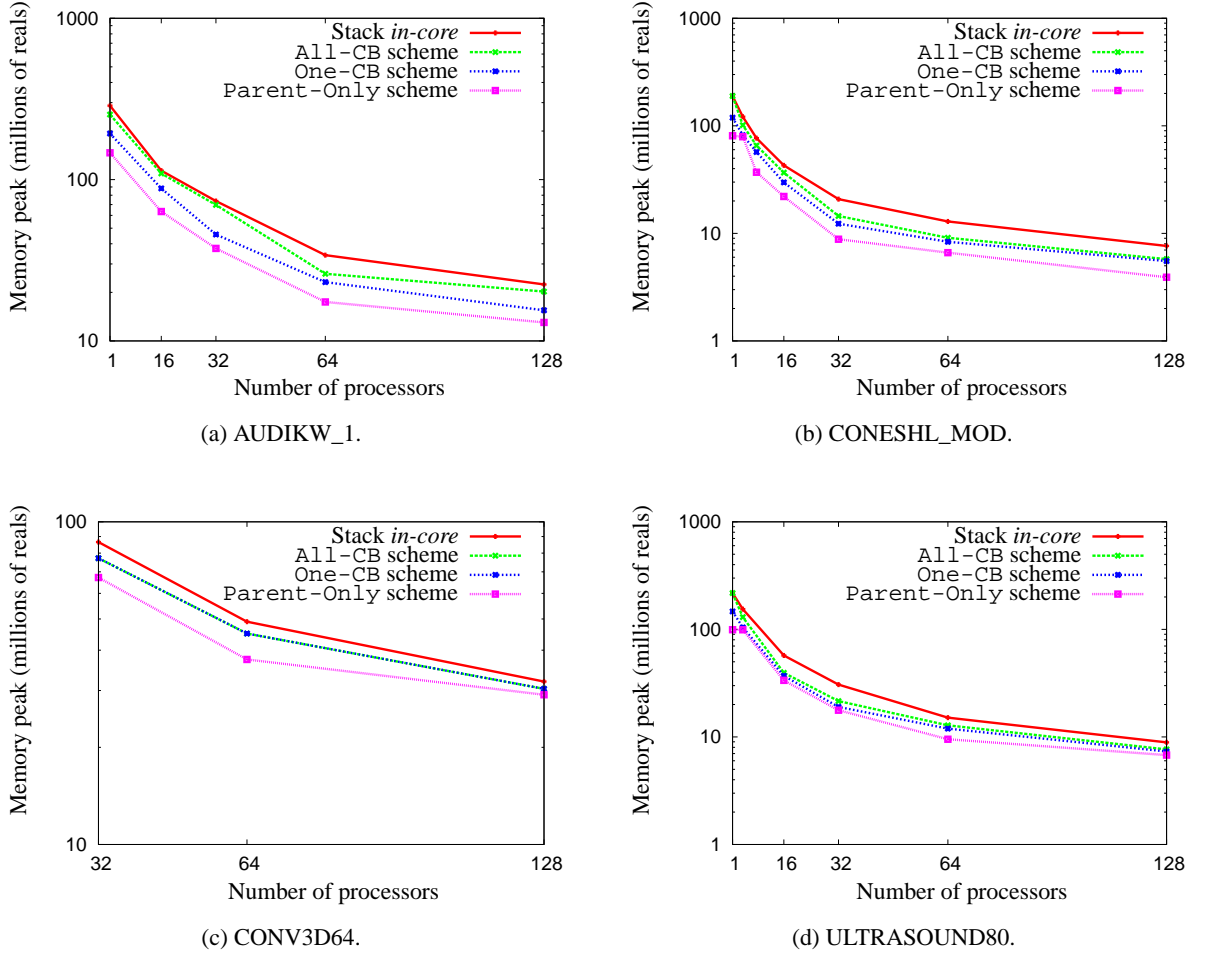 Memory peak (millions of reals)
1000
100
10
Stack in-core
All-CB scheme
One-CB scheme
Parent-Only scheme
1 16 32 64 128
Number of processors
(a) AUDIKW_1.
Memory peak (millions of reals)
1000
100
10
1
Stack in-core
All-CB scheme
One-CB scheme
Parent-Only scheme
1 16 32 64 128
Number of processors
(b) CONESHL_MOD.
Memory peak (millions of reals)
100
10
Stack in-core
All-CB scheme
One-CB scheme
Parent-Only scheme
32 64 128
Number of processors
(c) CONV3D64.
Memory peak (millions of reals)
1000
100
10
1
Stack in-core
All-CB scheme
One-CB scheme
Parent-Only scheme
1 16 32 64 128
Number of processors
(d) ULTRASOUND80.